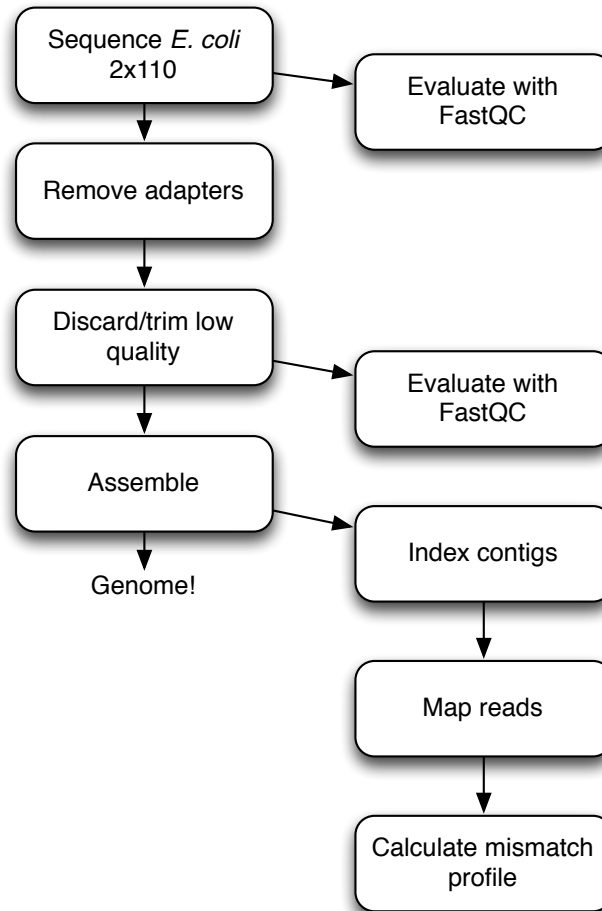 Sequence E. coli
2x110
Evaluate with
FastQC
Remove adapters
Discard/trim low
quality
Evaluate with
FastQC
Assemble
Index contigs
Genome!
Map reads
Calculate mismatch
profile